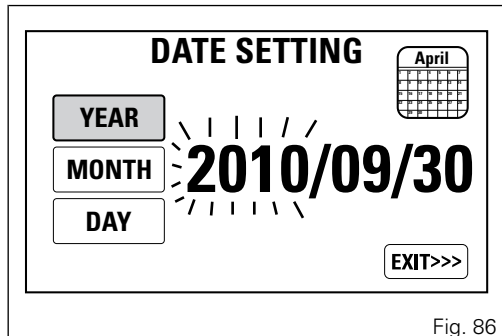 DATE SETTING
April
YEAR
MONTH
DAY
2010/09/30
EXIT>>>
Fig. 86